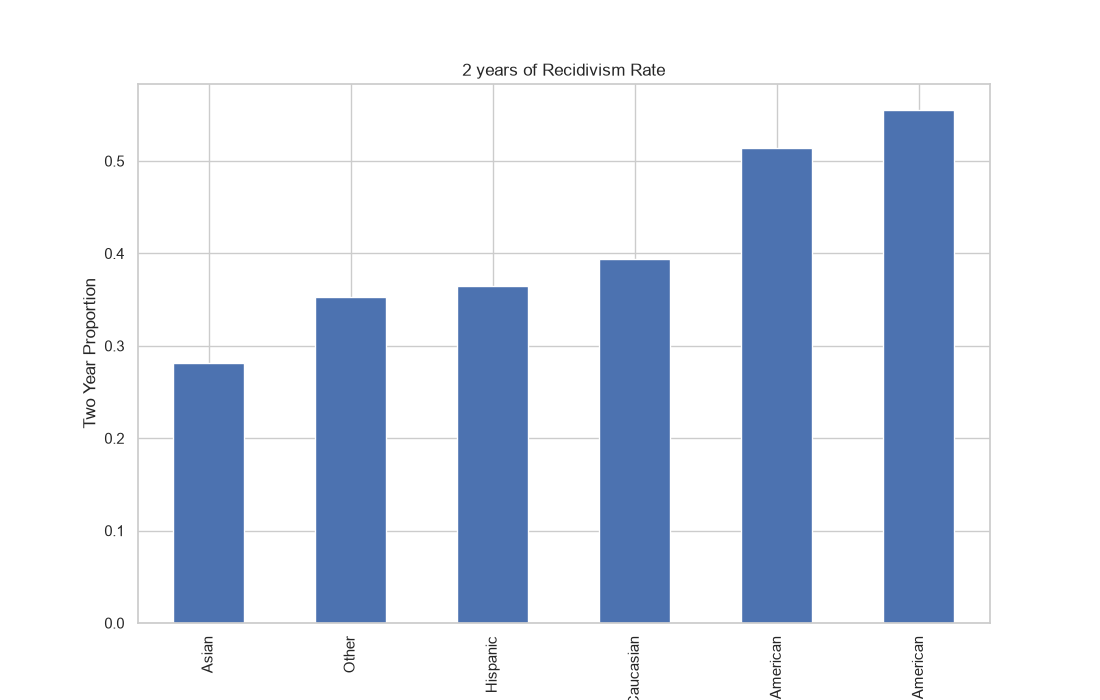 2 years of Recidivism Rate
Two Year Proportion
0.5
0.4
0.3
0.2
0.1
0.0
Asian
Other
Hispanic
Caucasian
American
American